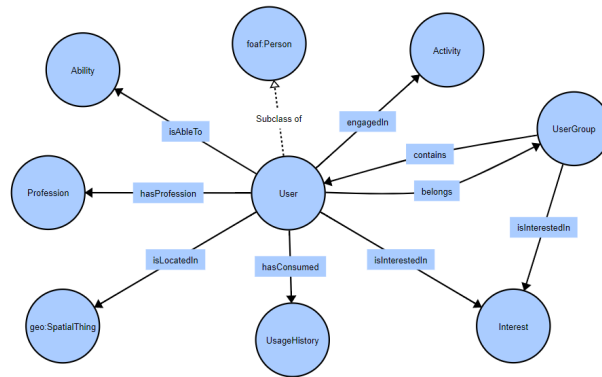 foaf:Person
Activity
Ability
Subclass of
engagedIn
isAbleTo
UserGroup
contains
Profession
hasProfession
User
belongs
isInterestedIn
isLocatedIn
hasConsumed
isInterestedIn
geo:SpatialThing
UsageHistory
Interest